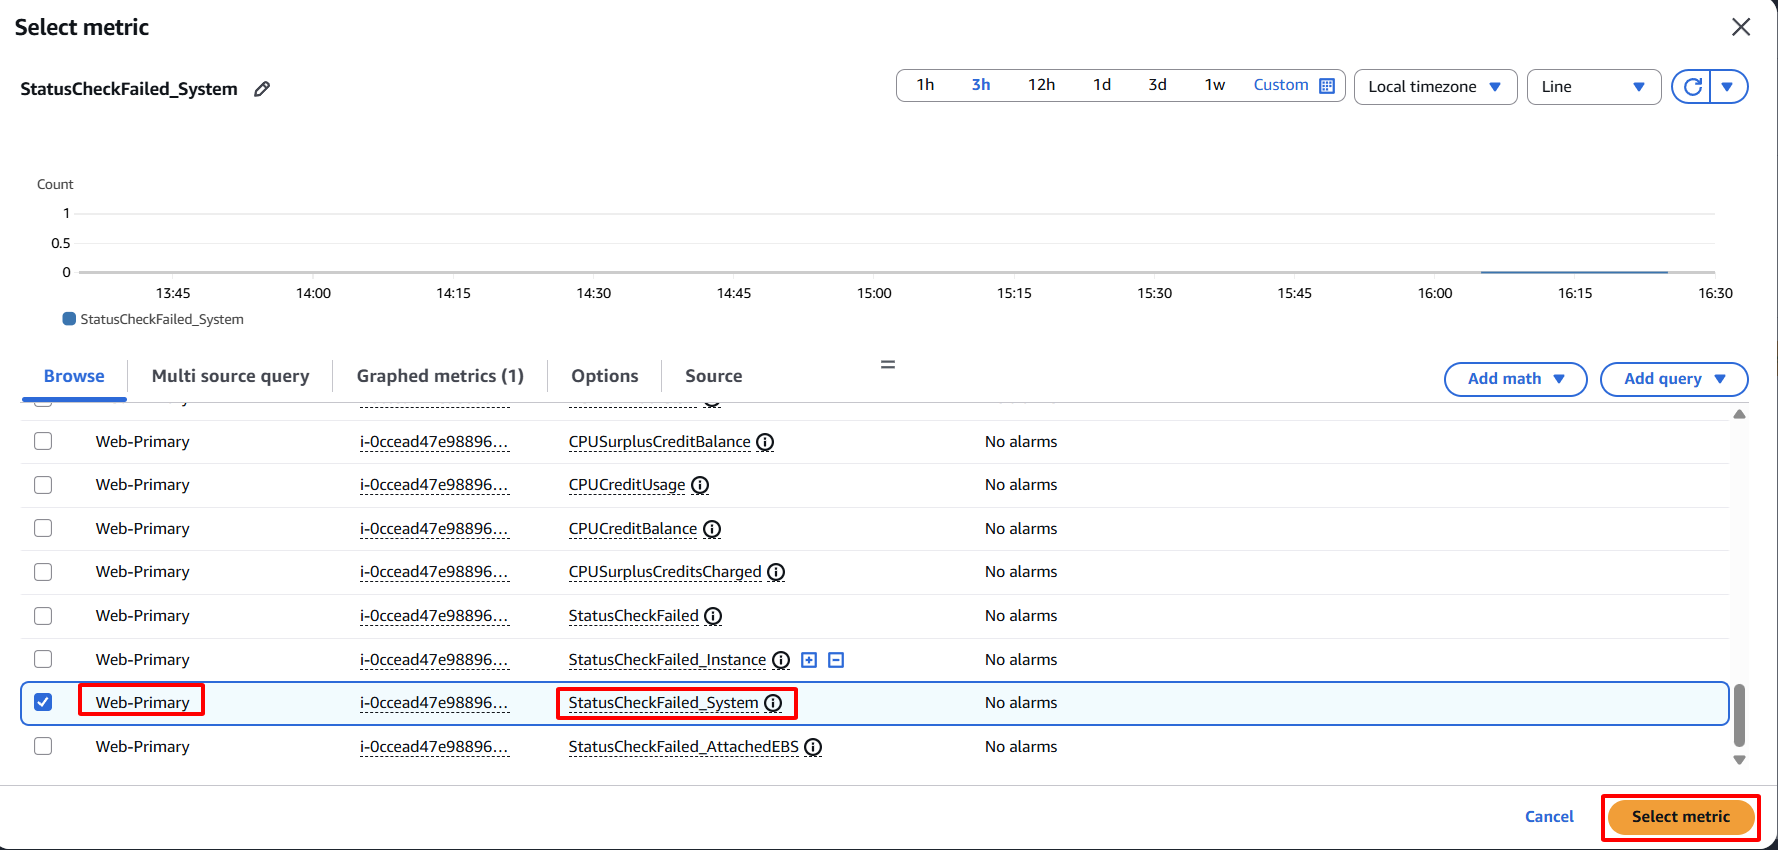 Select metric
StatusCheckFailed_System
1h 3h 12h 1d 3d 1w Custom Local timezone Line
Count
1
0.5
0
13:45 14:00 14:15 14:30 14:45 15:00 15:15 15:30 15:45 16:00 16:15 16:30
StatusCheckFailed_System
Browse Multi source query Graphed metrics (1) Options Source Add math Add query
Web-Primary i-0ccead47e98896... CPUSurplusCreditBalance No alarms
Web-Primary i-0ccead47e98896... CPUCreditUsage No alarms
Web-Primary i-0ccead47e98896... CPUCreditBalance No alarms
Web-Primary i-0ccead47e98896... CPUSurplusCreditsCharged No alarms
Web-Primary i-0ccead47e98896... StatusCheckFailed No alarms
Web-Primary i-0ccead47e98896... StatusCheckFailed_Instance No alarms
Web-Primary i-0ccead47e98896... StatusCheckFailed_System No alarms
Web-Primary i-0ccead47e98896... StatusCheckFailed_AttachedEBS No alarms
Cancel Select metric